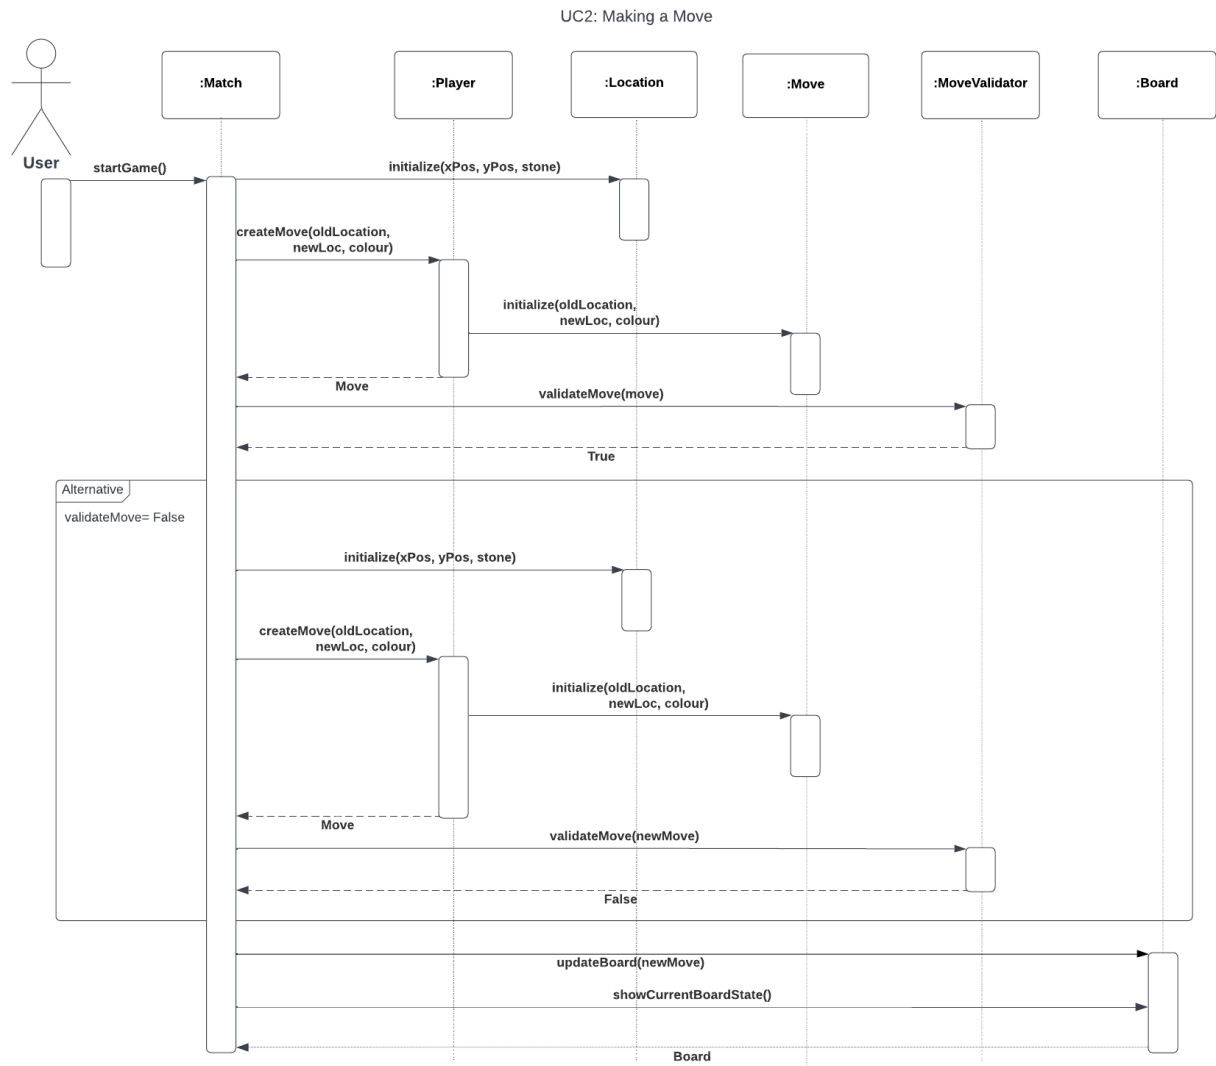 UC2: Making a Move
:Match
:Player
:Location
:Move
:MoveValidator
:Board
User
startGame()
initialize(xPos, yPos, stone)
createMove(oldLocation,
newLoc, colour)
initialize(oldLocation,
newLoc, colour)
Move
validateMove(move)
True
Alternative
validateMove= False
initialize(xPos, yPos, stone)
createMove(oldLocation,
newLoc, colour)
initialize(oldLocation,
newLoc, colour)
Move
validateMove(newMove)
False
updateBoard(newMove)
showCurrentBoardState()
Board